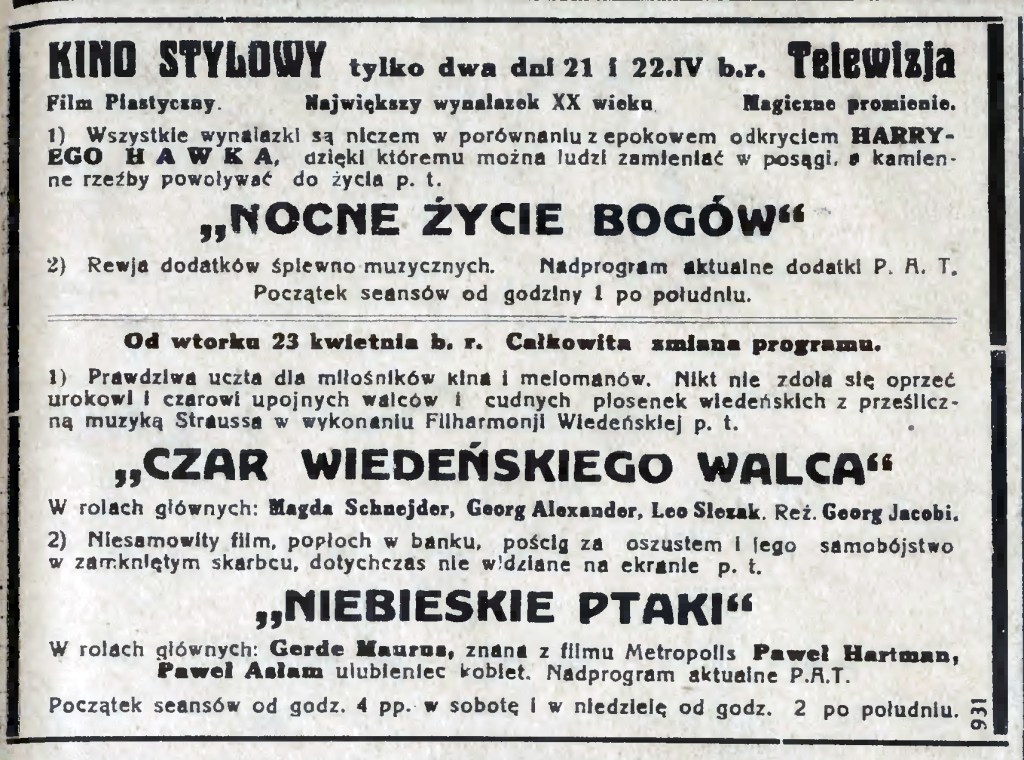 KINO STYLOWY tylko dwa dni 21 i 22.IV b.r. Telewizja
Film Plastyczny. Największy wynalazek XX wieku. Magiczne promienie.
1) Wszystkie wynalazki są niczem w porównaniu z epokowem odkryciem HARRY-
EGO HAWKA, dzięki któremu można ludzi zamieniać w posągi, a kamien-
ne rzeźby powoływać do życia p. t.
„NOCNE ŻYCIE BOGÓW“
2) Rewja dodatków śpiewno muzycznych. Nadprogram aktualne dodatki P. A. T.
Początek seansów od godziny 1 po południu.
Od wtorku 23 kwietnia b. r. Całkowita zmiana programu.
1) Prawdziwa uczta dla miłośników kina i melomanów. Nikt nie zdoła się oprzeć
urokowi i czarowi upojnych walców i cudnych piosenek wiedeńskich z prześlicz-
ną muzyką Straussa w wykonaniu Filharmonji Wiedeńskiej p. t.
„CZAR WIEDEŃSKIEGO WALCA“
W rolach głównych: Magda Schnejder, Georg Alexander, Leo Slezak. Reż. Georg Jacobi.
2) Niesamowity film, popłoch w banku, pościg za oszustem i jego samobójstwo
w zamkniętym skarbcu, dotychczas nie widziane na ekranie p. t.
„NIEBIESKIE PTAKI“
W rolach głównych: Gerde Maurus, znana z filmu Metropolis Paweł Hartman,
Paweł Aslam ulubieniec kobiet. Nadprogram aktualne P.A.T.
Początek seansów od godz. 4 pp. w sobotę i w niedzielę od godz. 2 po południu.
931